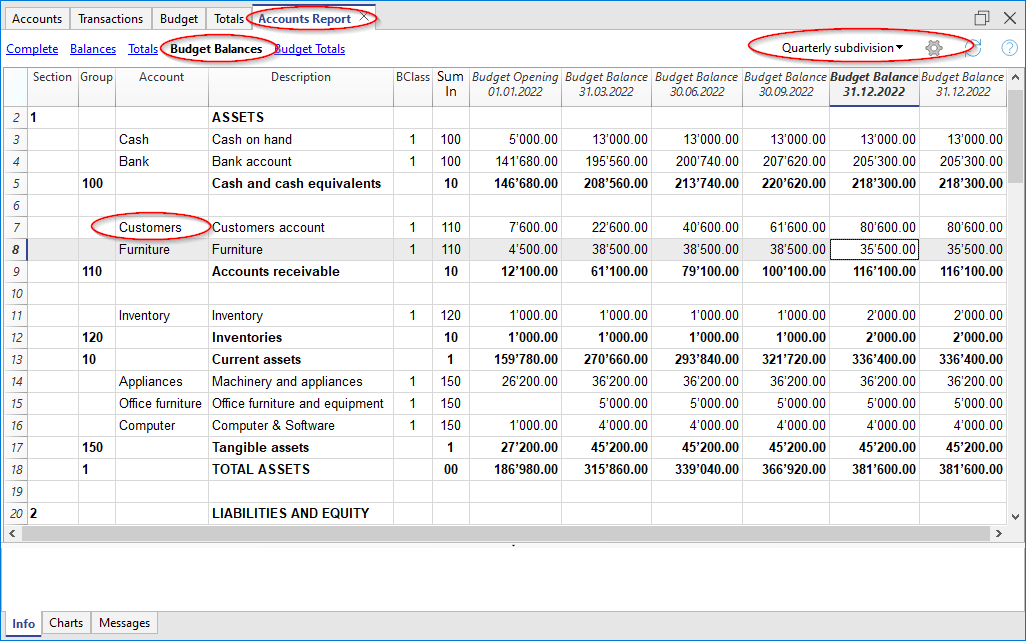 Accounts Transactions Budget Totals Accounts Report
Complete Balances Totals Budget Balances Budget Totals Quarterly subdivision
Section Group Account Description BClass Sum In Budget Opening 01.01.2022 Budget Balance 31.03.2022 Budget Balance 30.06.2022 Budget Balance 30.09.2022 Budget Balance 31.12.2022 Budget Balance 31.12.2022
2 1 ASSETS
3 Cash Cash on hand 1 100 5'000.00 13'000.00 13'000.00 13'000.00 13'000.00 13'000.00
4 Bank Bank account 1 100 141'680.00 195'560.00 200'740.00 207'620.00 205'300.00 205'300.00
5 100 Cash and cash equivalents 10 146'680.00 208'560.00 213'740.00 220'620.00 218'300.00 218'300.00
6
7 Customers Customers account 1 110 7'600.00 22'600.00 40'600.00 61'600.00 80'600.00 80'600.00
8 Furniture Furniture 1 110 4'500.00 38'500.00 38'500.00 38'500.00 35'500.00 35'500.00
9 110 Accounts receivable 10 12'100.00 61'100.00 79'100.00 100'100.00 116'100.00 116'100.00
10
11 Inventory Inventory 1 120 1'000.00 1'000.00 1'000.00 1'000.00 2'000.00 2'000.00
12 120 Inventories 10 1'000.00 1'000.00 1'000.00 1'000.00 2'000.00 2'000.00
13 10 Current assets 1 159'780.00 270'660.00 293'840.00 321'720.00 336'400.00 336'400.00
14 Appliances Machinery and appliances 1 150 26'200.00 36'200.00 36'200.00 36'200.00 36'200.00 36'200.00
15 Office furniture Office furniture and equipment 1 150 5'000.00 5'000.00 5'000.00 5'000.00 5'000.00
16 Computer Computer & Software 1 150 1'000.00 4'000.00 4'000.00 4'000.00 4'000.00 4'000.00
17 150 Tangible assets 1 27'200.00 45'200.00 45'200.00 45'200.00 45'200.00 45'200.00
18 1 TOTAL ASSETS 00 186'980.00 315'860.00 339'040.00 366'920.00 381'600.00 381'600.00
19
20 2 LIABILITIES AND EQUITY
Info Charts Messages